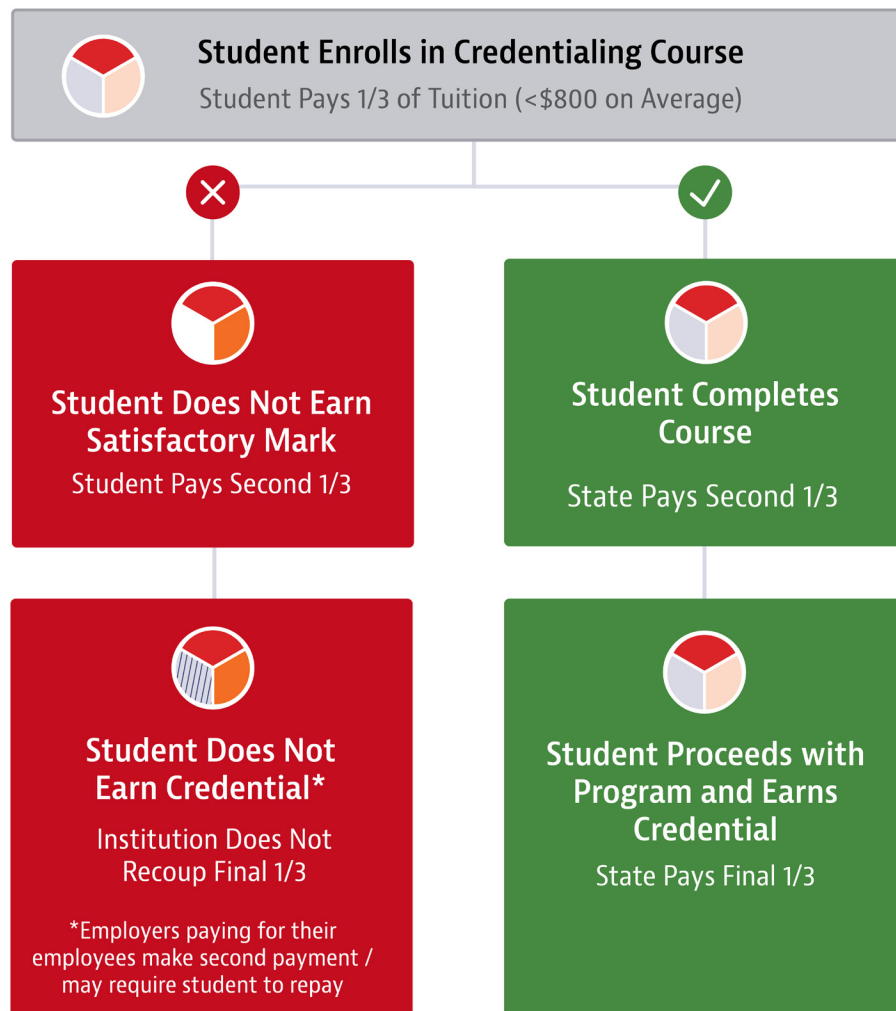 Student Enrolls in Credentialing Course
Student Pays 1/3 of Tuition (<$800 on Average)
Student Does Not Earn
Satisfactory Mark
Student Pays Second 1/3
Student Completes
Course
State Pays Second 1/3
Student Does Not
Earn Credential*
Institution Does Not
Recoup Final 1/3
*Employers paying for their
employees make second payment /
may require student to repay
Student Proceeds with
Program and Earns
Credential
State Pays Final 1/3